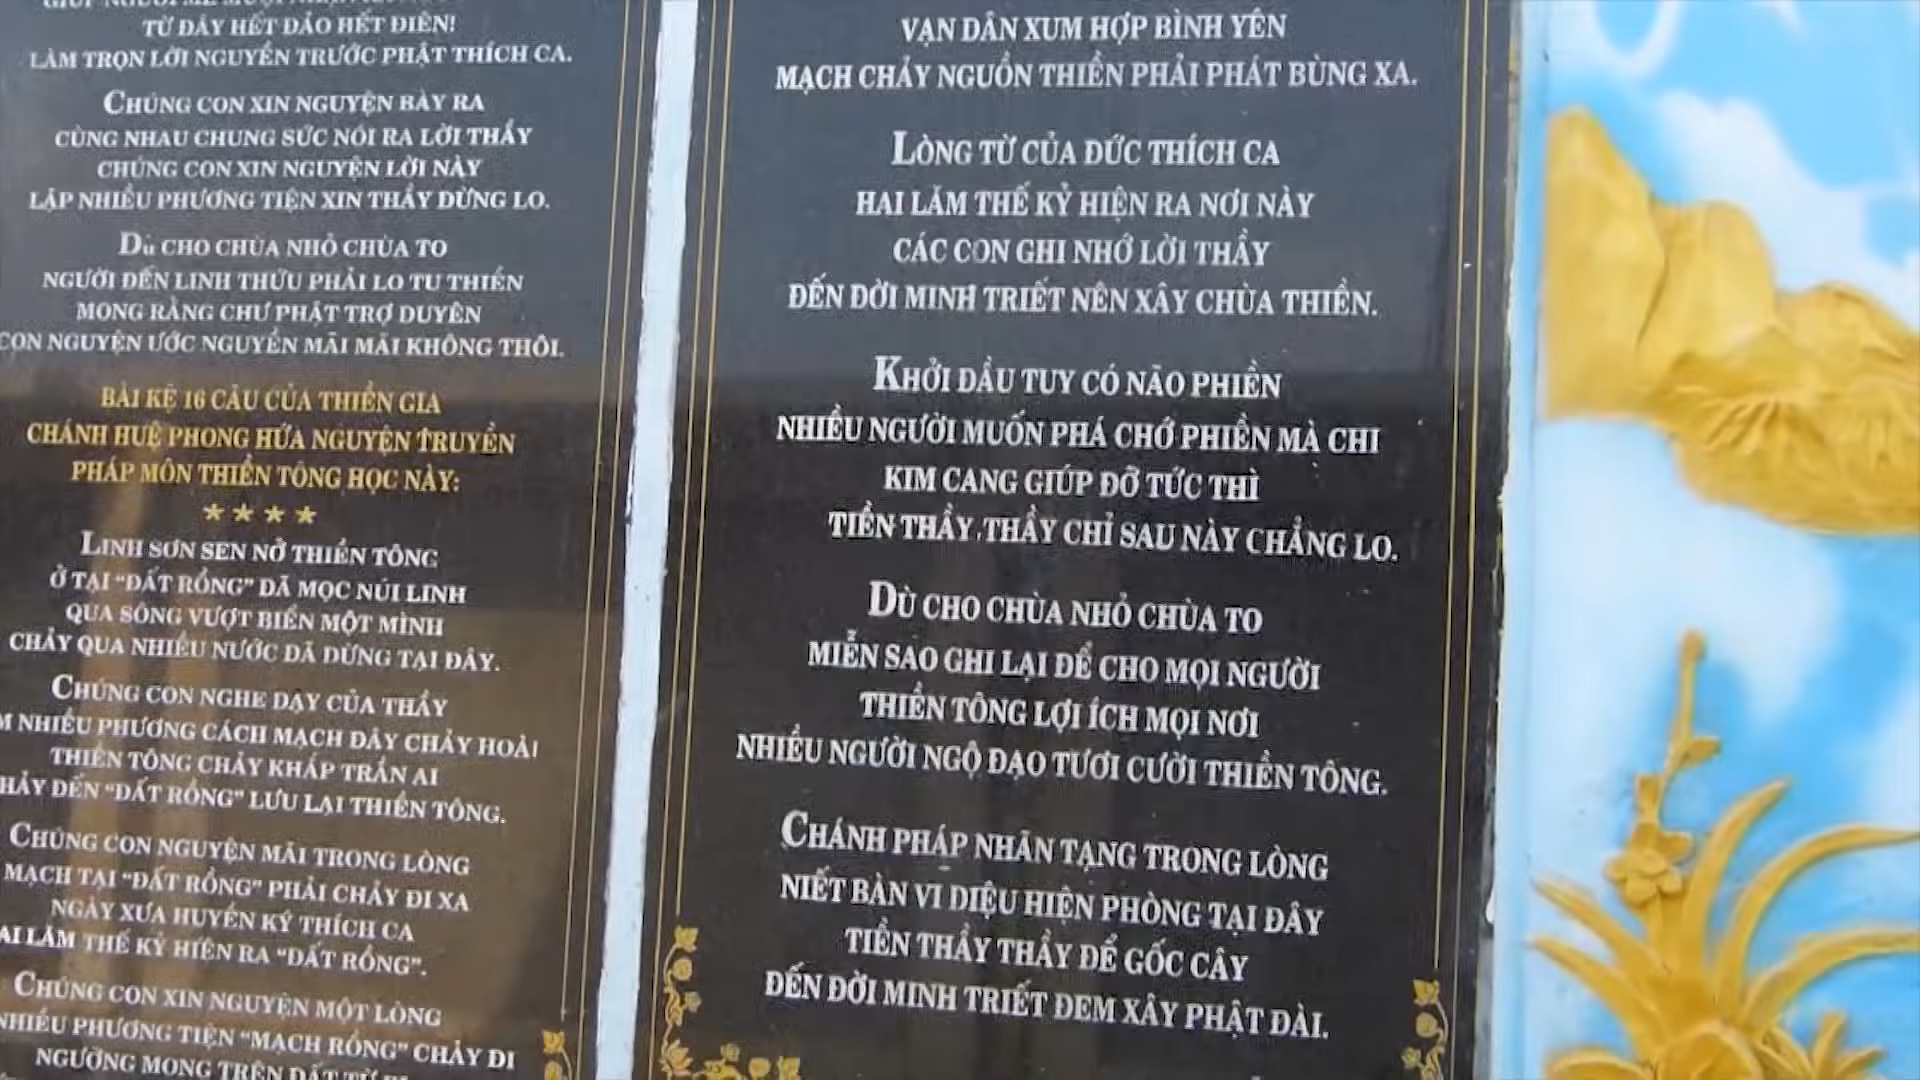 TỪ ĐÂY HẾT ĐẢO HẾT ĐIÊN!
LÀM TRỌN LỜI NGUYỀN TRƯỚC PHẬT THÍCH CA.
CHÚNG CON XIN NGUYỆN BÀY RA
CÙNG NHAU CHUNG SỨC NÓI RA LỜI THẦY
CHÚNG CON XIN NGUYỆN LỜI NÀY
LẬP NHIỀU PHƯƠNG TIỆN XIN THẦY ĐỪNG LO.
Dù CHO CHÙA NHỎ CHÙA TO
NGƯỜI ĐẾN LINH THỨU PHẢI LO TU THIỀN
MONG RẰNG CHƯ PHẬT TRỢ DUYÊN
CON NGUYỆN ƯỚC NGUYỀN MÃI MÃI KHÔNG THÔI.
BÀI KỆ 16 CÂU CỦA THIỀN GIA
CHÁNH HUỆ PHONG HỨA NGUYỆN TRUYỀN
PHÁP MÔN THIỀN TÔNG HỌC NÀY:
****
LINH SƠN SEN NỞ THIỀN TÔNG
Ở TẠI “ĐẤT RỒNG” ĐÃ MỌC NÚI LINH
QUA SÔNG VƯỢT BIỂN MỘT MÌNH
CHẢY QUA NHIỀU NƯỚC ĐÃ DỪNG TẠI ĐÂY.
CHÚNG CON NGHE DẠY CỦA THẦY
NHIỀU PHƯƠNG CÁCH MẠCH ĐÂY CHẢY HOÀI
THIỀN TÔNG CHẢY KHẮP TRẦN AI
ĐẾN “ĐẤT RỒNG” LƯU LẠI THIỀN TÔNG.
CHÚNG CON NGUYỆN MÃI TRONG LÒNG
MẠCH TẠI “ĐẤT RỒNG” PHẢI CHẢY ĐI XA
NGÀY XƯA HUYỀN KÝ THÍCH CA
LĂM THẾ KỶ HIỆN RA “ĐẤT RỒNG”.
CHÚNG CON XIN NGUYỆN MỘT LÒNG
NHIỀU PHƯƠNG TIỆN “MẠCH RỒNG” CHẢY ĐI
NGƯỠNG MONG TRÊN ĐẤT
VẠN DÂN XUM HỢP BÌNH YÊN
MẠCH CHẢY NGUỒN THIỀN PHẢI PHÁT BÙNG XA.
LÒNG TỪ CỦA ĐỨC THÍCH CA
HAI LĂM THẾ KỶ HIỆN RA NƠI NÀY
CÁC CON GHI NHỚ LỜI THẦY
ĐẾN ĐỜI MINH TRIẾT NÊN XÂY CHÙA THIỀN.
KHỞI ĐẦU TUY CÓ NÃO PHIỀN
NHIỀU NGƯỜI MUỐN PHÁ CHỚ PHIỀN MÀ CHI
KIM CANG GIÚP ĐỠ TỨC THÌ
TIỀN THẦY, THẦY CHỈ SAU NÀY CHẲNG LO.
DÙ CHO CHÙA NHỎ CHÙA TO
MIỄN SAO GHI LẠI ĐỂ CHO MỌI NGƯỜI
THIỀN TÔNG LỢI ÍCH MỌI NƠI
NHIỀU NGƯỜI NGỘ ĐẠO TƯƠI CƯỜI THIỀN TÔNG.
CHÁNH PHÁP NHÃN TẠNG TRONG LÒNG
NIẾT BÀN VI DIỆU HIỆN PHÒNG TẠI ĐÂY
TIỀN THẦY THẦY ĐỂ GỐC CÂY
ĐẾN ĐỜI MINH TRIẾT ĐEM XÂY PHẬT ĐÀI.